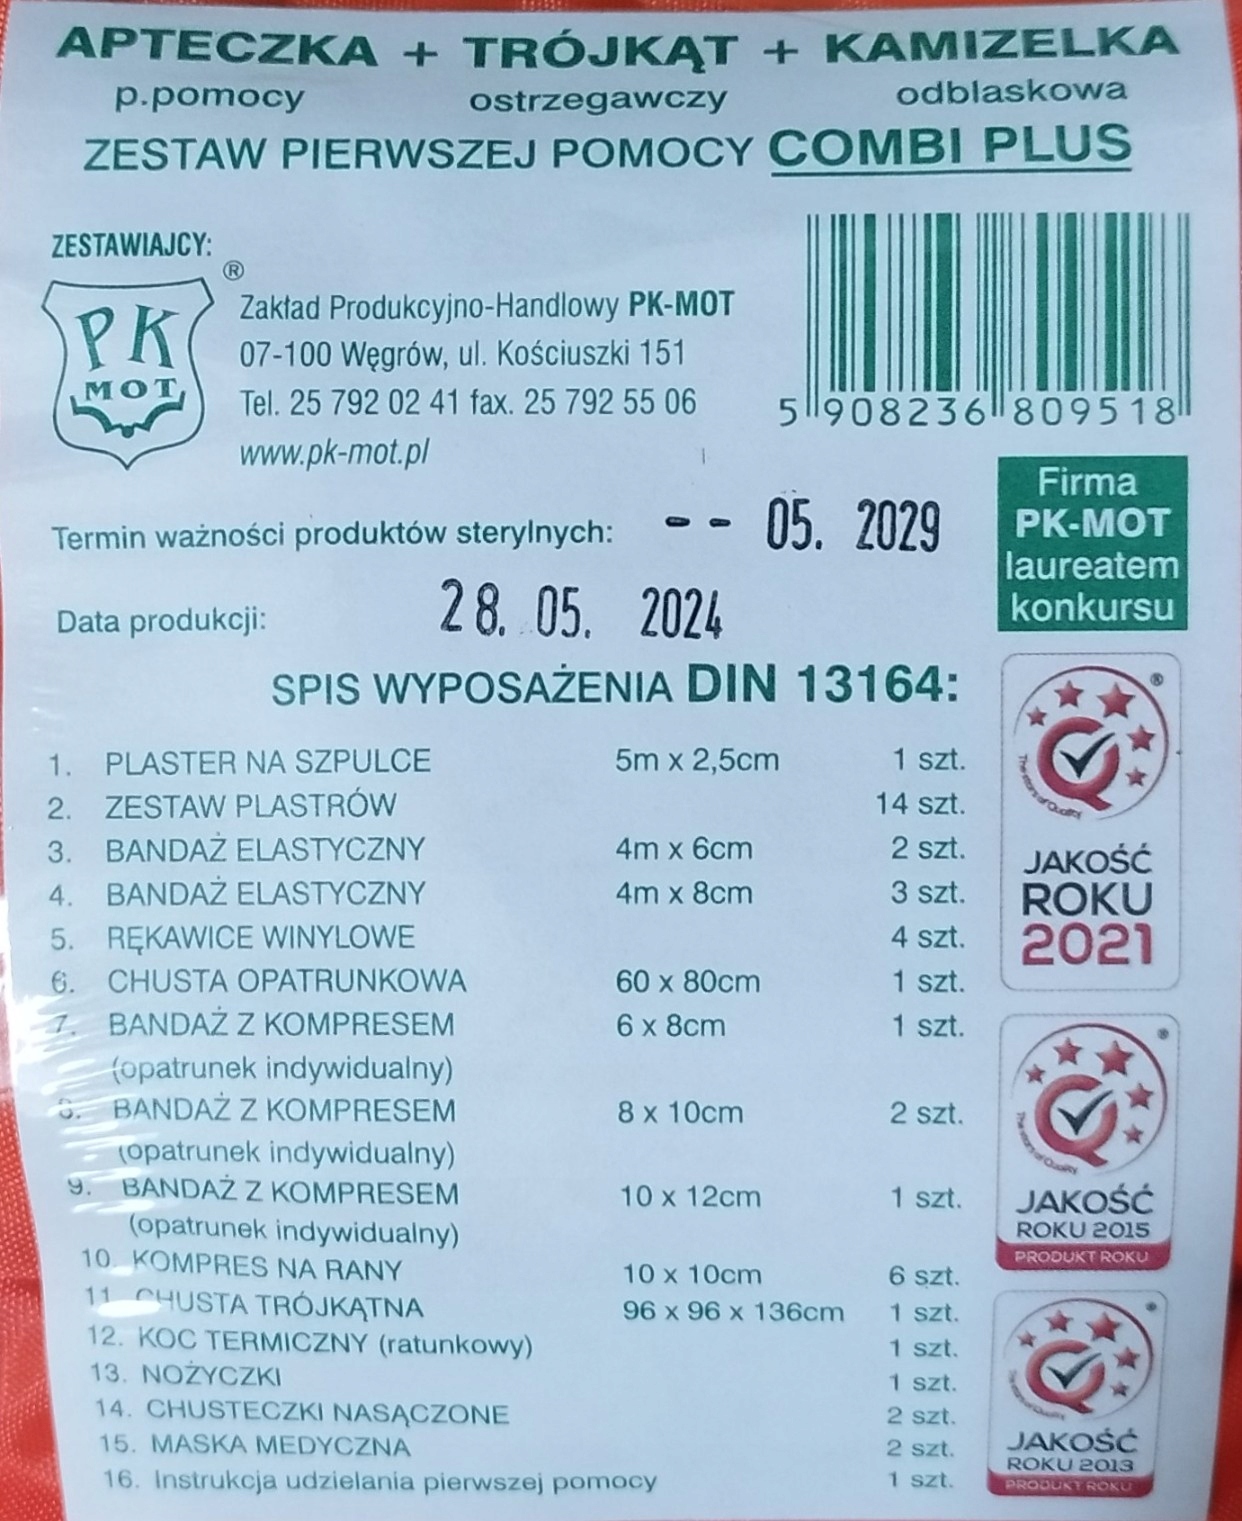 APTECZKA + TRÓJKĄT + KAMIZELKA
p.pomocy ostrzegawczy odblaskowa
ZESTAW PIERWSZEJ POMOCY COMBI PLUS
ZESTAWIAJCY:
®
PK
MOT
Zakład Produkcyjno-Handlowy PK-MOT
07-100 Węgrów, ul. Kościuszki 151
Tel. 25 792 02 41 fax. 25 792 55 06
www.pk-mot.pl
5 908236 809518
Firma
PK-MOT
laureatem
konkursu
Termin ważności produktów sterylnych: -- 05. 2029
Data produkcji: 28. 05. 2024
SPIS WYPOSAŻENIA DIN 13164:
1. PLASTER NA SZPULCE 5m x 2,5cm 1 szt.
2. ZESTAW PLASTRÓW 14 szt.
3. BANDAŻ ELASTYCZNY 4m x 6cm 2 szt.
4. BANDAŻ ELASTYCZNY 4m x 8cm 3 szt.
5. RĘKAWICE WINYLOWE 4 szt.
6. CHUSTA OPATRUNKOWA 60 x 80cm 1 szt.
7. BANDAŻ Z KOMPRESEM 6 x 8cm 1 szt.
(opatrunek indywidualny)
8. BANDAŻ Z KOMPRESEM 8 x 10cm 2 szt.
(opatrunek indywidualny)
9. BANDAŻ Z KOMPRESEM 10 x 12cm 1 szt.
(opatrunek indywidualny)
10. KOMPRES NA RANY 10 x 10cm 6 szt.
11. CHUSTA TRÓJKĄTNA 96 x 96 x 136cm 1 szt.
12. KOC TERMICZNY (ratunkowy) 1 szt.
13. NOŻYCZKI 1 szt.
14. CHUSTECZKI NASĄCZONE 2 szt.
15. MASKA MEDYCZNA 2 szt.
16. Instrukcja udzielania pierwszej pomocy 1 szt.
®
Q
JAKOŚĆ
ROKU
2021
®
Q
JAKOŚĆ
ROKU 2015
PRODUKT ROKU
®
Q
JAKOŚĆ
ROKU 2013
PRODUKT ROKU